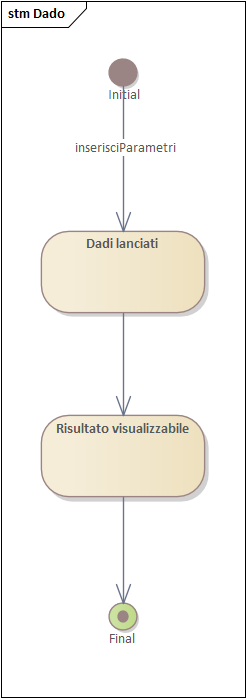 stm Dado
Initial
inserisciParametri
Dadi lanciati
Risultato visualizzabile
Final